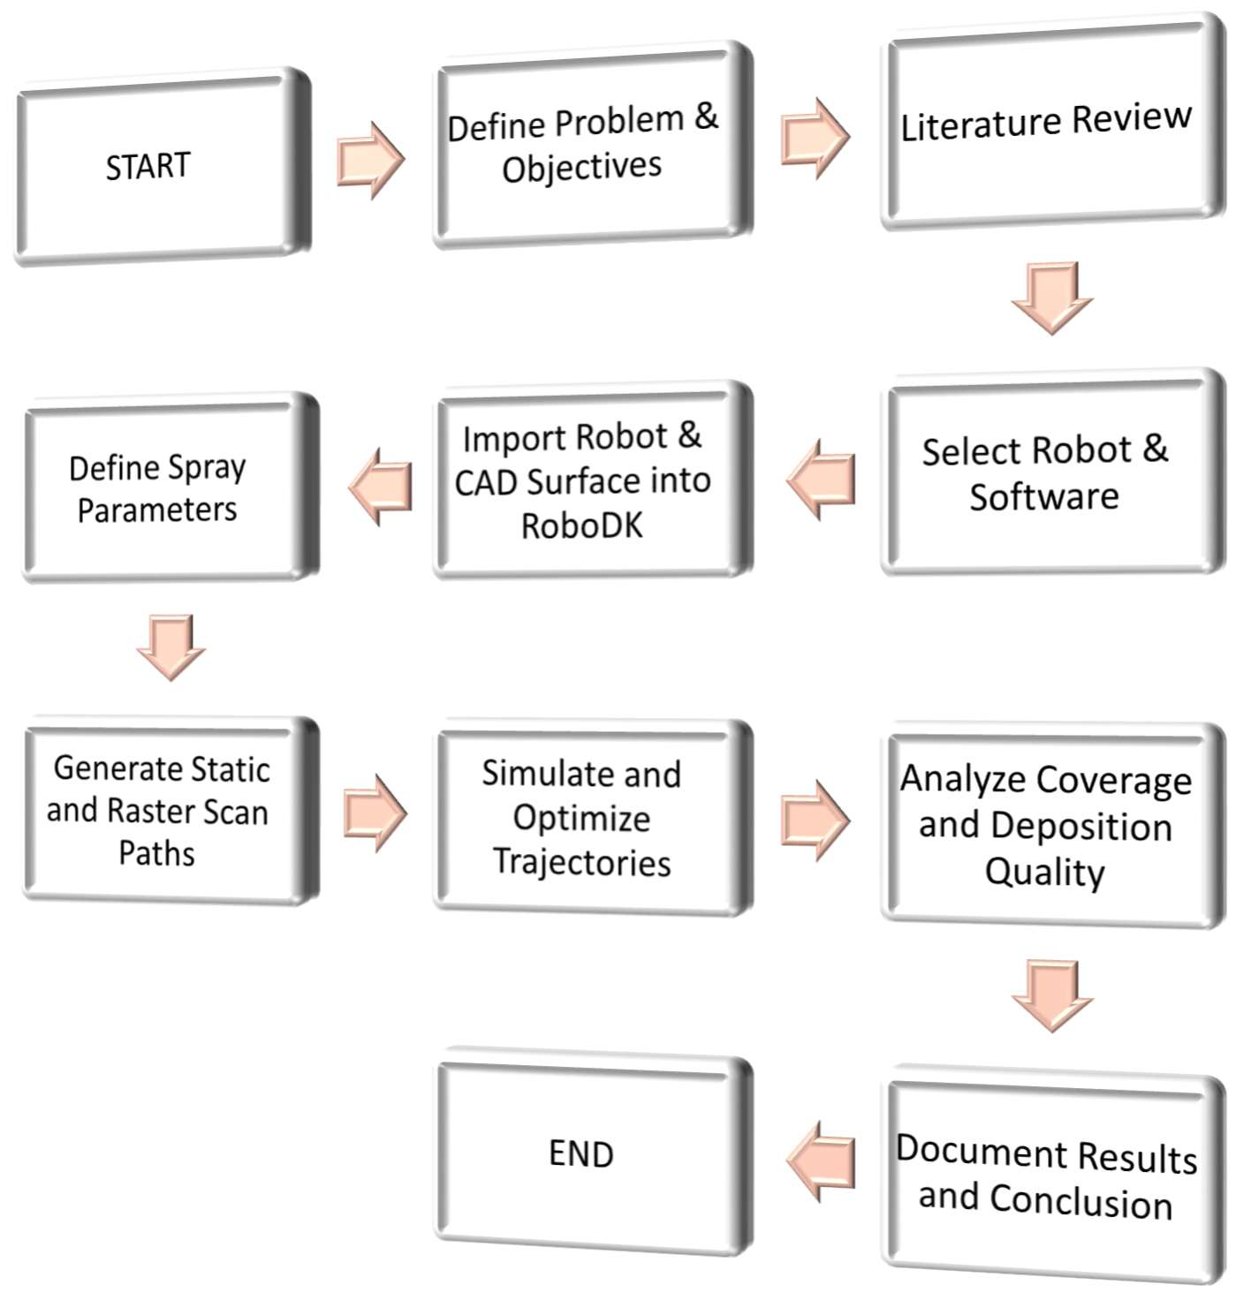 START
Define Problem &
Objectives
Literature Review
Select Robot &
Software
Import Robot &
CAD Surface into
RoboDK
Define Spray
Parameters
Generate Static
and Raster Scan
Paths
Simulate and
Optimize
Trajectories
Analyze Coverage
and Deposition
Quality
Document Results
and Conclusion
END